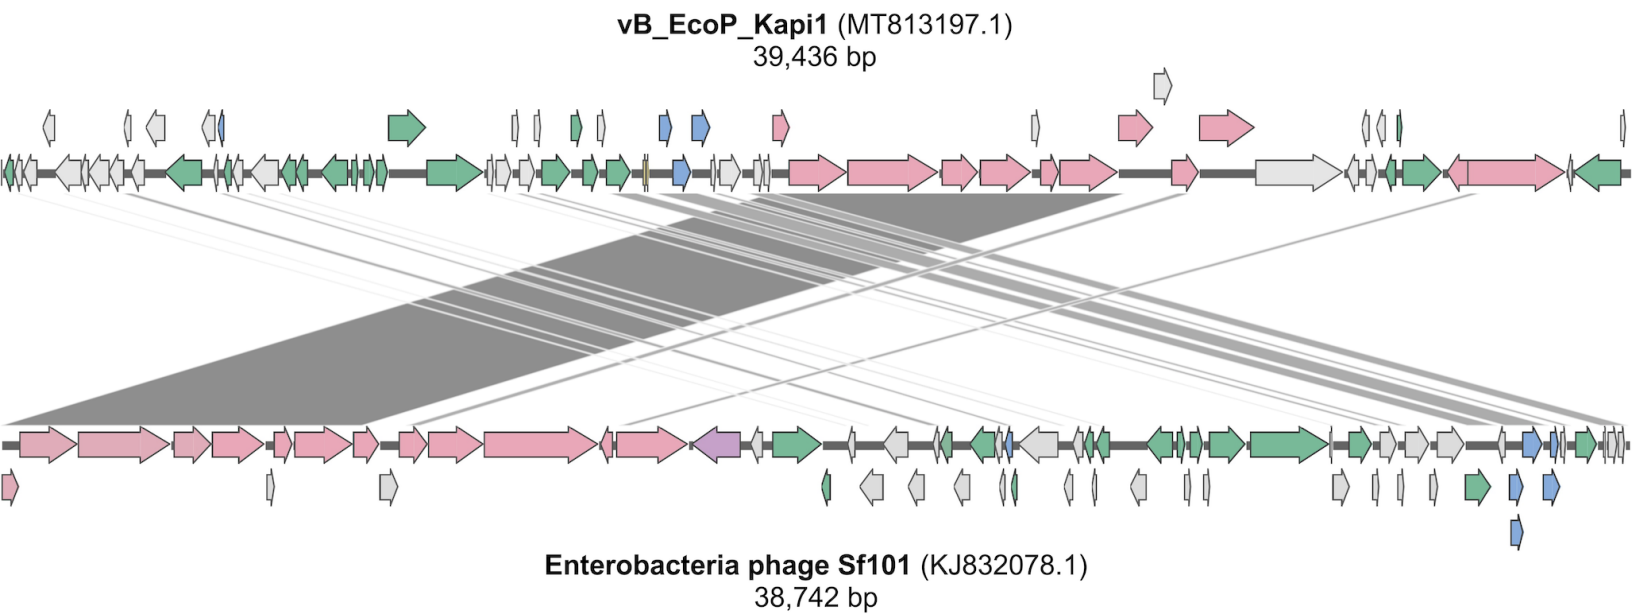 vB_EcoP_Kapi1 (MT813197.1)
39,436 bp
Enterobacteria phage Sf101 (KJ832078.1)
38,742 bp